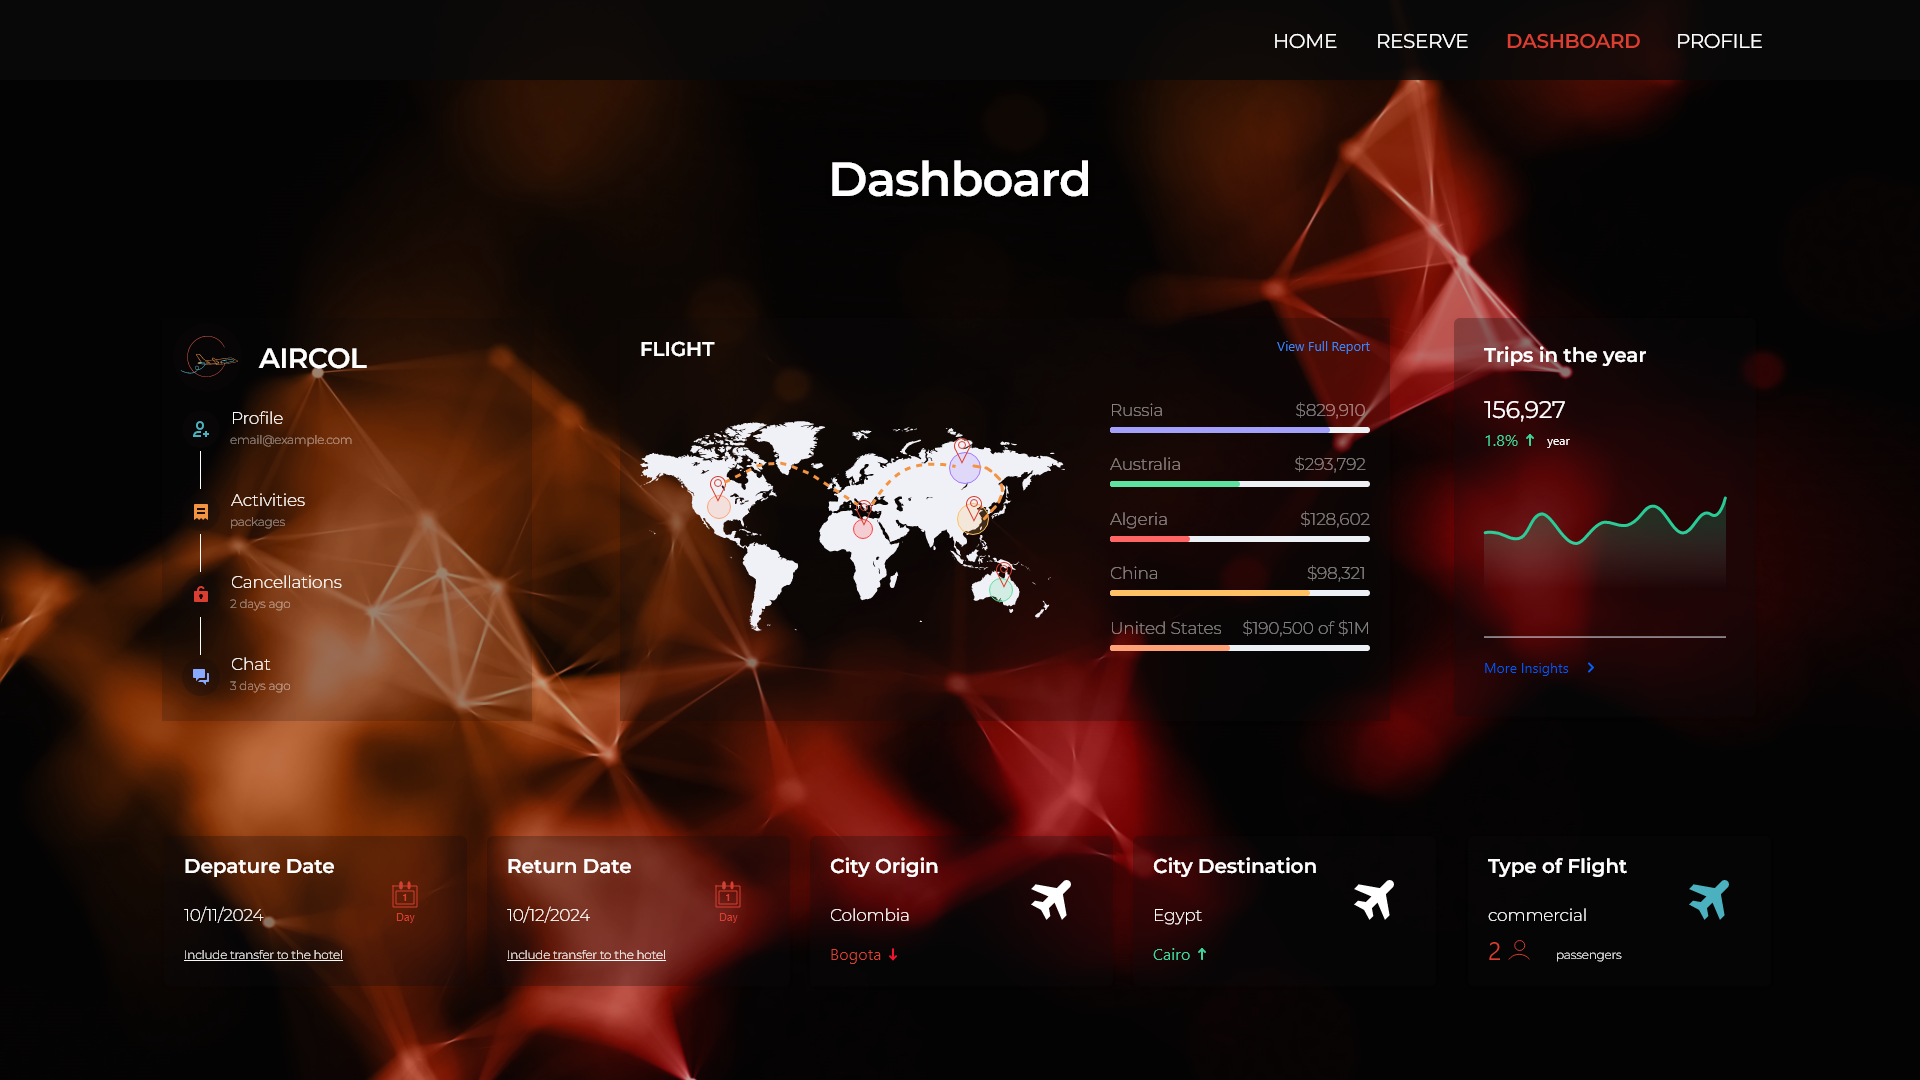 HOME RESERVE DASHBOARD PROFILE
Dashboard
AIRCOL
Profile
email@example.com
Activities
packages
Cancellations
2 days ago
Chat
3 days ago
FLIGHT
View Full Report
Russia $829,910
Australia $293,792
Algeria $128,602
China $98,321
United States $190,500 of $1M
Trips in the year
156,927
1.8% year
More Insights
Depature Date
10/11/2024
1
Day
Include transfer to the hotel
Return Date
10/12/2024
1
Day
Include transfer to the hotel
City Origin
Colombia
Bogota
City Destination
Egypt
Cairo
Type of Flight
commercial
2 passengers